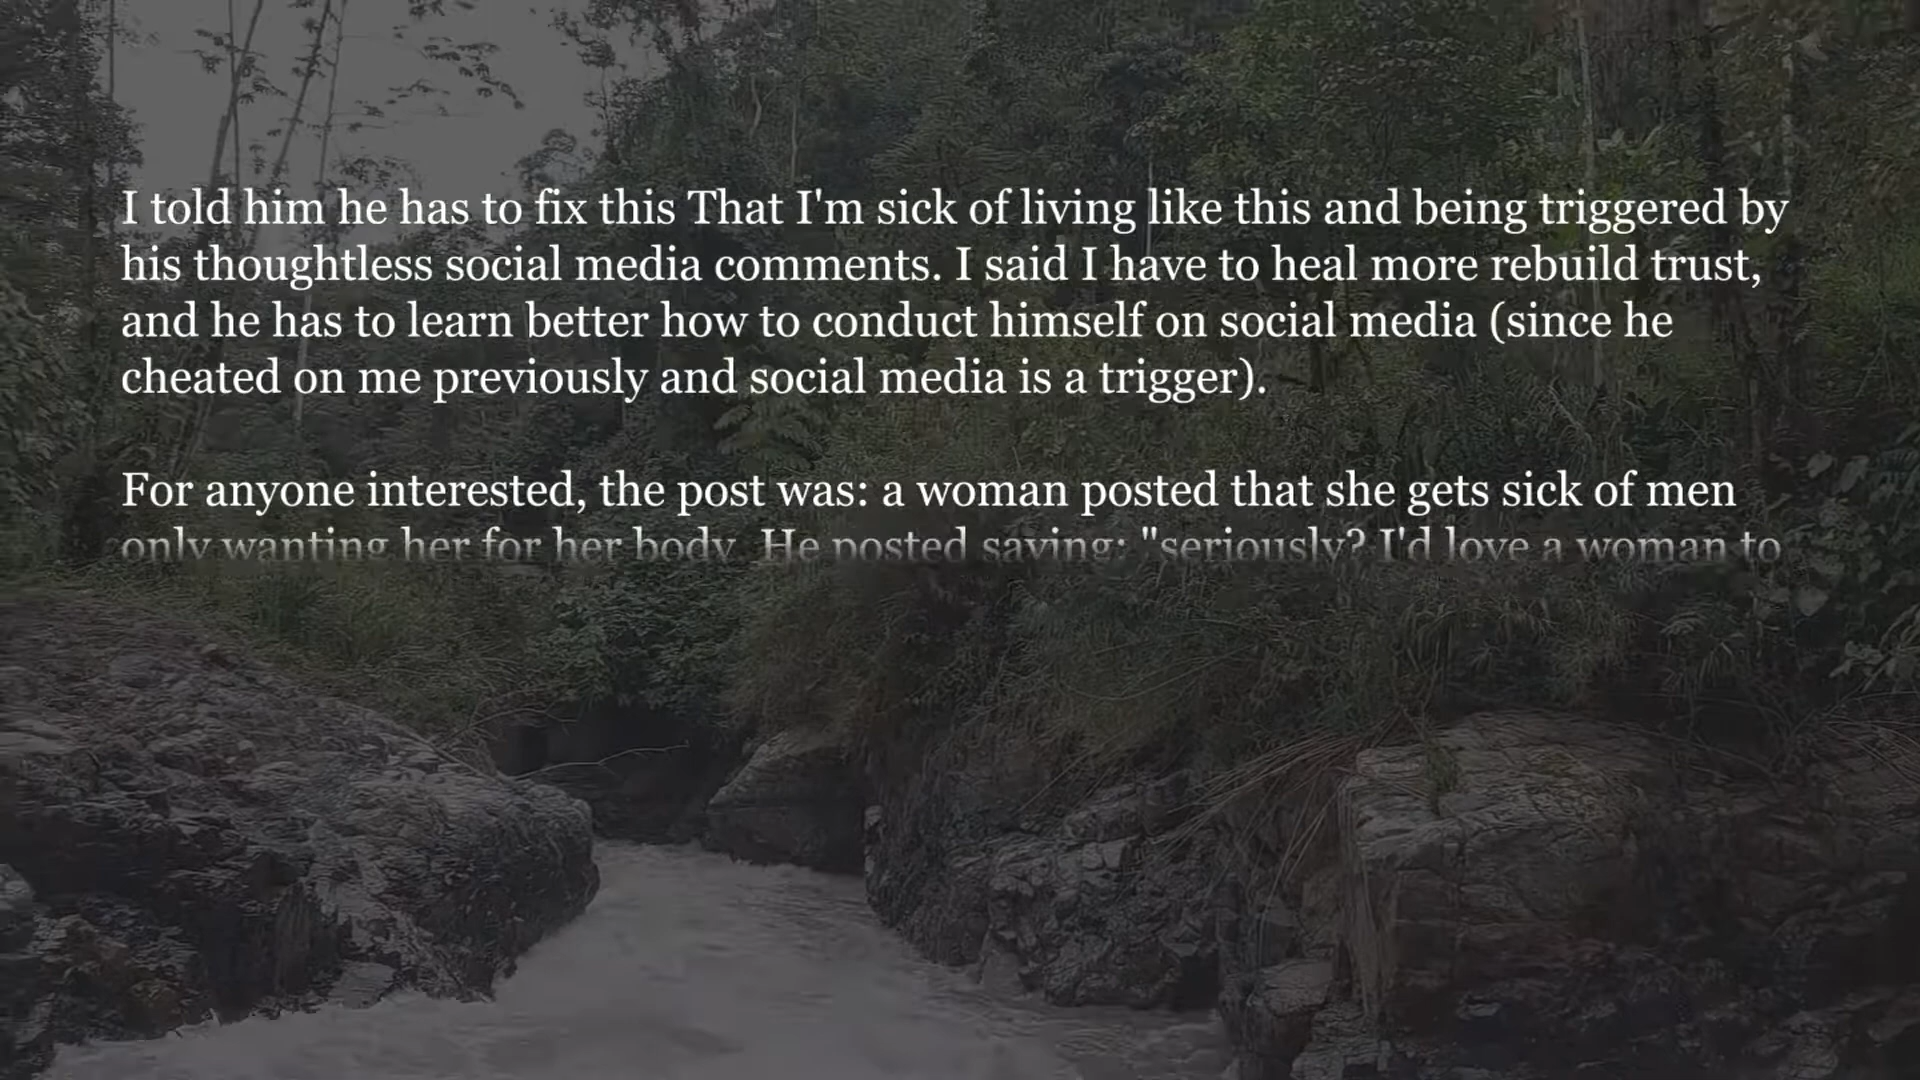 I told him he has to fix this That I'm sick of living like this and being triggered by
his thoughtless social media comments. I said I have to heal more rebuild trust,
and he has to learn better how to conduct himself on social media (since he
cheated on me previously and social media is a trigger).
For anyone interested, the post was: a woman posted that she gets sick of men
only wanting her for her body. He posted saying: "seriously? I'd love a woman to